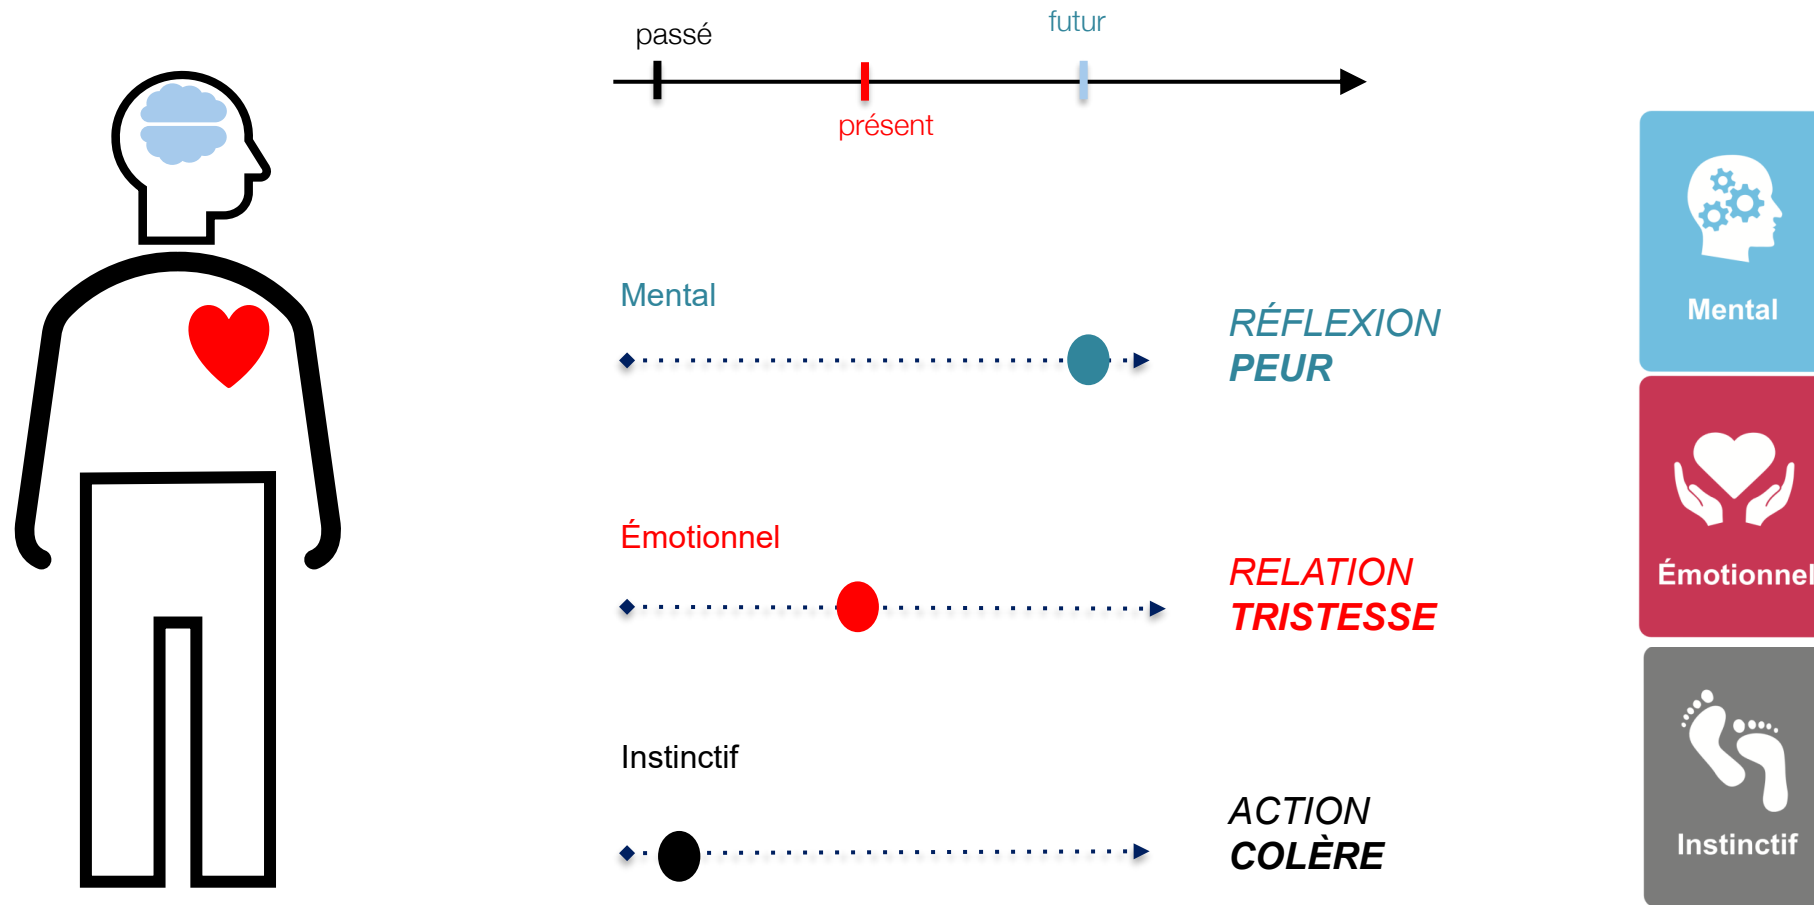 passé
futur
présent
Mental
RÉFLEXION
PEUR
Émotionnel
RELATION
TRISTESSE
Instinctif
ACTION
COLÈRE
Mental
Émotionnel
Instinctif